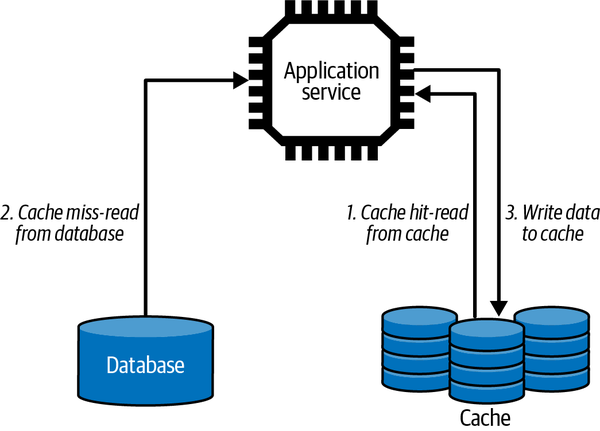 Application
service
2. Cache miss-read
from database
1. Cache hit-read
from cache
3. Write data
to cache
Database
Cache